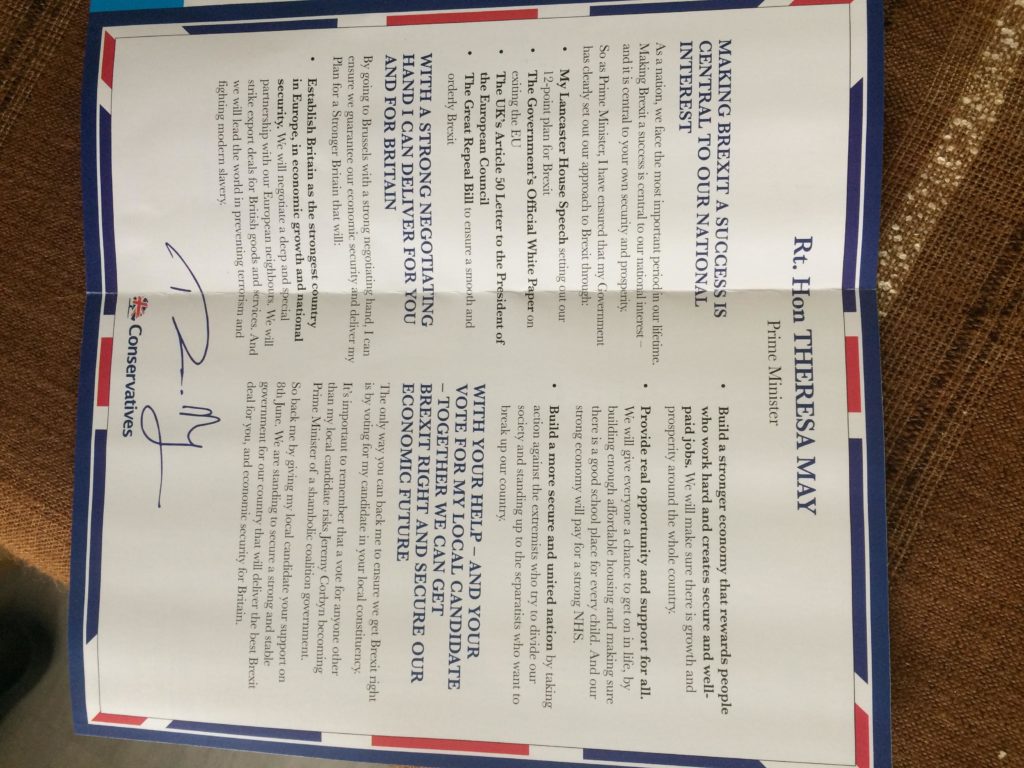 Rt. Hon THERESA MAY
Prime Minister
MAKING BREXIT A SUCCESS IS
CENTRAL TO OUR NATIONAL
INTEREST
As a nation, we face the most important period in our lifetime.
Making Brexit a success is central to our national interest –
and it is central to your own security and prosperity.
So as Prime Minister, I have ensured that my Government
has clearly set out our approach to Brexit through:
• My Lancaster House Speech setting out our
12-point plan for Brexit
• The Government's Official White Paper on
exiting the EU
• The UK's Article 50 Letter to the President of
the European Council
• The Great Repeal Bill to ensure a smooth and
orderly Brexit
WITH A STRONG NEGOTIATING
HAND I CAN DELIVER FOR YOU
AND FOR BRITAIN
By going to Brussels with a strong negotiating hand, I can
ensure we guarantee our economic security and deliver my
Plan for a Stronger Britain that will:
• Establish Britain as the strongest country
in Europe, in economic growth and national
security. We will negotiate a deep and special
partnership with our European neighbours. We will
strike export deals for British goods and services. And
we will lead the world in preventing terrorism and
fighting modern slavery.
• Build a stronger economy that rewards people
who work hard and creates secure and well-
paid jobs. We will make sure there is growth and
prosperity around the whole country.
• Provide real opportunity and support for all.
We will give everyone a chance to get on in life, by
building enough affordable housing and making sure
there is a good school place for every child. And our
strong economy will pay for a strong NHS.
• Build a more secure and united nation by taking
action against the extremists who try to divide our
society and standing up to the separatists who want to
break up our country.
WITH YOUR HELP – AND YOUR
VOTE FOR MY LOCAL CANDIDATE
– TOGETHER WE CAN GET
BREXIT RIGHT AND SECURE OUR
ECONOMIC FUTURE
The only way you can back me to ensure we get Brexit right
is by voting for my candidate in your local constituency.
It's important to remember that a vote for anyone other
than my local candidate risks Jeremy Corbyn becoming
Prime Minister of a shambolic coalition government.
So back me by giving my local candidate your support on
8th June. We are standing to secure a strong and stable
government for our country that will deliver the best Brexit
deal for you, and economic security for Britain.
Conservatives